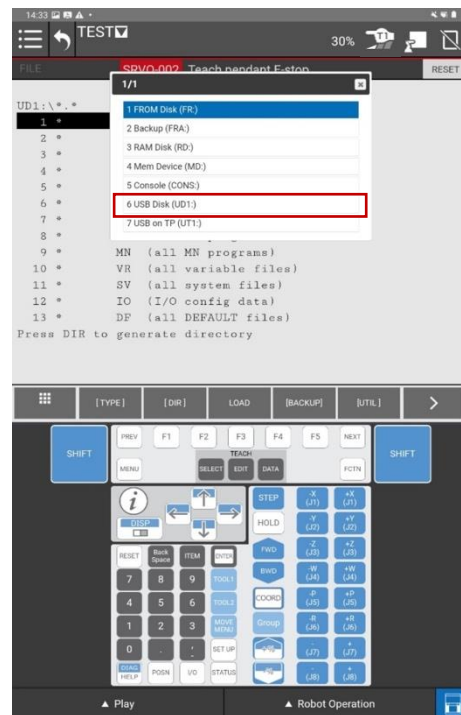 14:33
TEST
30%
T1
FILE
SRVO-002 Teach pendant E-stop
RESET
1/1
1 FROM Disk (FR:)
2 Backup (FRA:)
3 RAM Disk (RD:)
4 Mem Device (MD:)
5 Console (CONS:)
6 USB Disk (UD1:)
7 USB on TP (UT1:)
UD1:\*.*
1 *
2 *
3 *
4 *
5 *
6 *
7 *
8 *
9 * MN (all MN programs)
10 * VR (all variable files)
11 * SV (all system files)
12 * IO (I/O config data)
13 * DF (all DEFAULT files)
Press DIR to generate directory
[TYPE] [DIR] LOAD [BACKUP] [UTIL] >
SHIFT
PREV F1 F2 F3 F4 F5 NEXT
TEACH
MENU SELECT EDIT DATA FCTN
SHIFT
i
DISP
STEP -X (J1) +X (J1)
HOLD -Y (J2) +Y (J2)
RESET Back Space ITEM ENTER FWD -Z (J3) +Z (J3)
7 8 9 TOOL1 BWD -W (J4) +W (J4)
4 5 6 TOOL2 COORD -P (J5) +P (J5)
1 2 3 MOVE MENU Group -R (J6) +R (J6)
0 . , SET UP +% - (J7) + (J7)
DIAG HELP POSN I/O STATUS -% - (J8) + (J8)
▲ Play
▲ Robot Operation